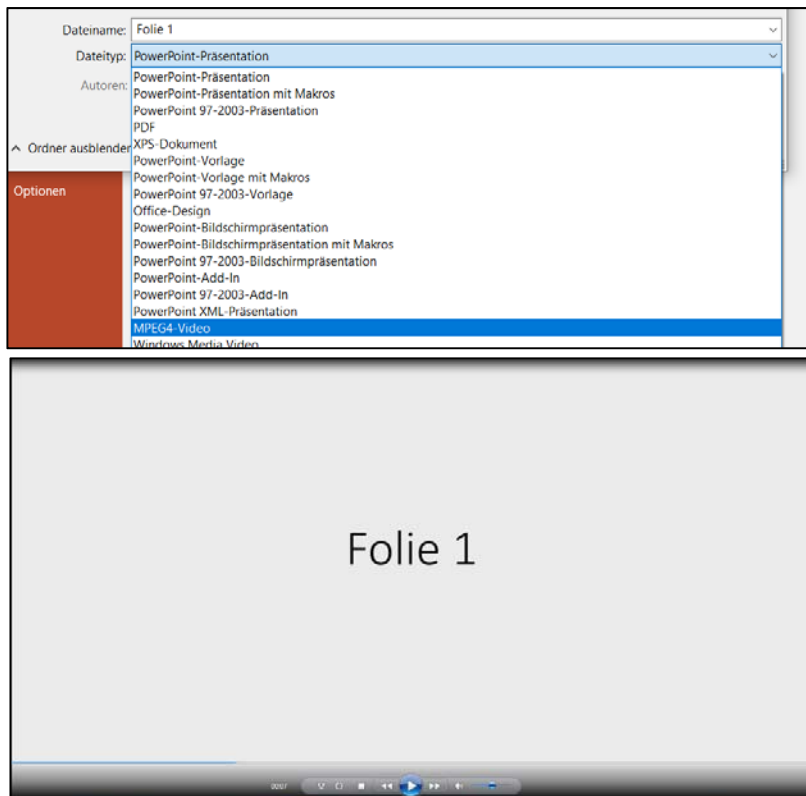 Dateiname: Folie 1
Dateityp: PowerPoint-Präsentation
PowerPoint-Präsentation
Autoren:
PowerPoint-Präsentation mit Makros
PowerPoint 97-2003-Präsentation
PDF
Ordner ausblenden XPS-Dokument
PowerPoint-Vorlage
PowerPoint-Vorlage mit Makros
Optionen PowerPoint 97-2003-Vorlage
Office-Design
PowerPoint-Bildschirmpräsentation
PowerPoint-Bildschirmpräsentation mit Makros
PowerPoint 97-2003-Bildschirmpräsentation
PowerPoint-Add-In
PowerPoint 97-2003-Add-In
PowerPoint XML-Präsentation
MPEG4-Video
Windows Media Video
Folie 1
00:07